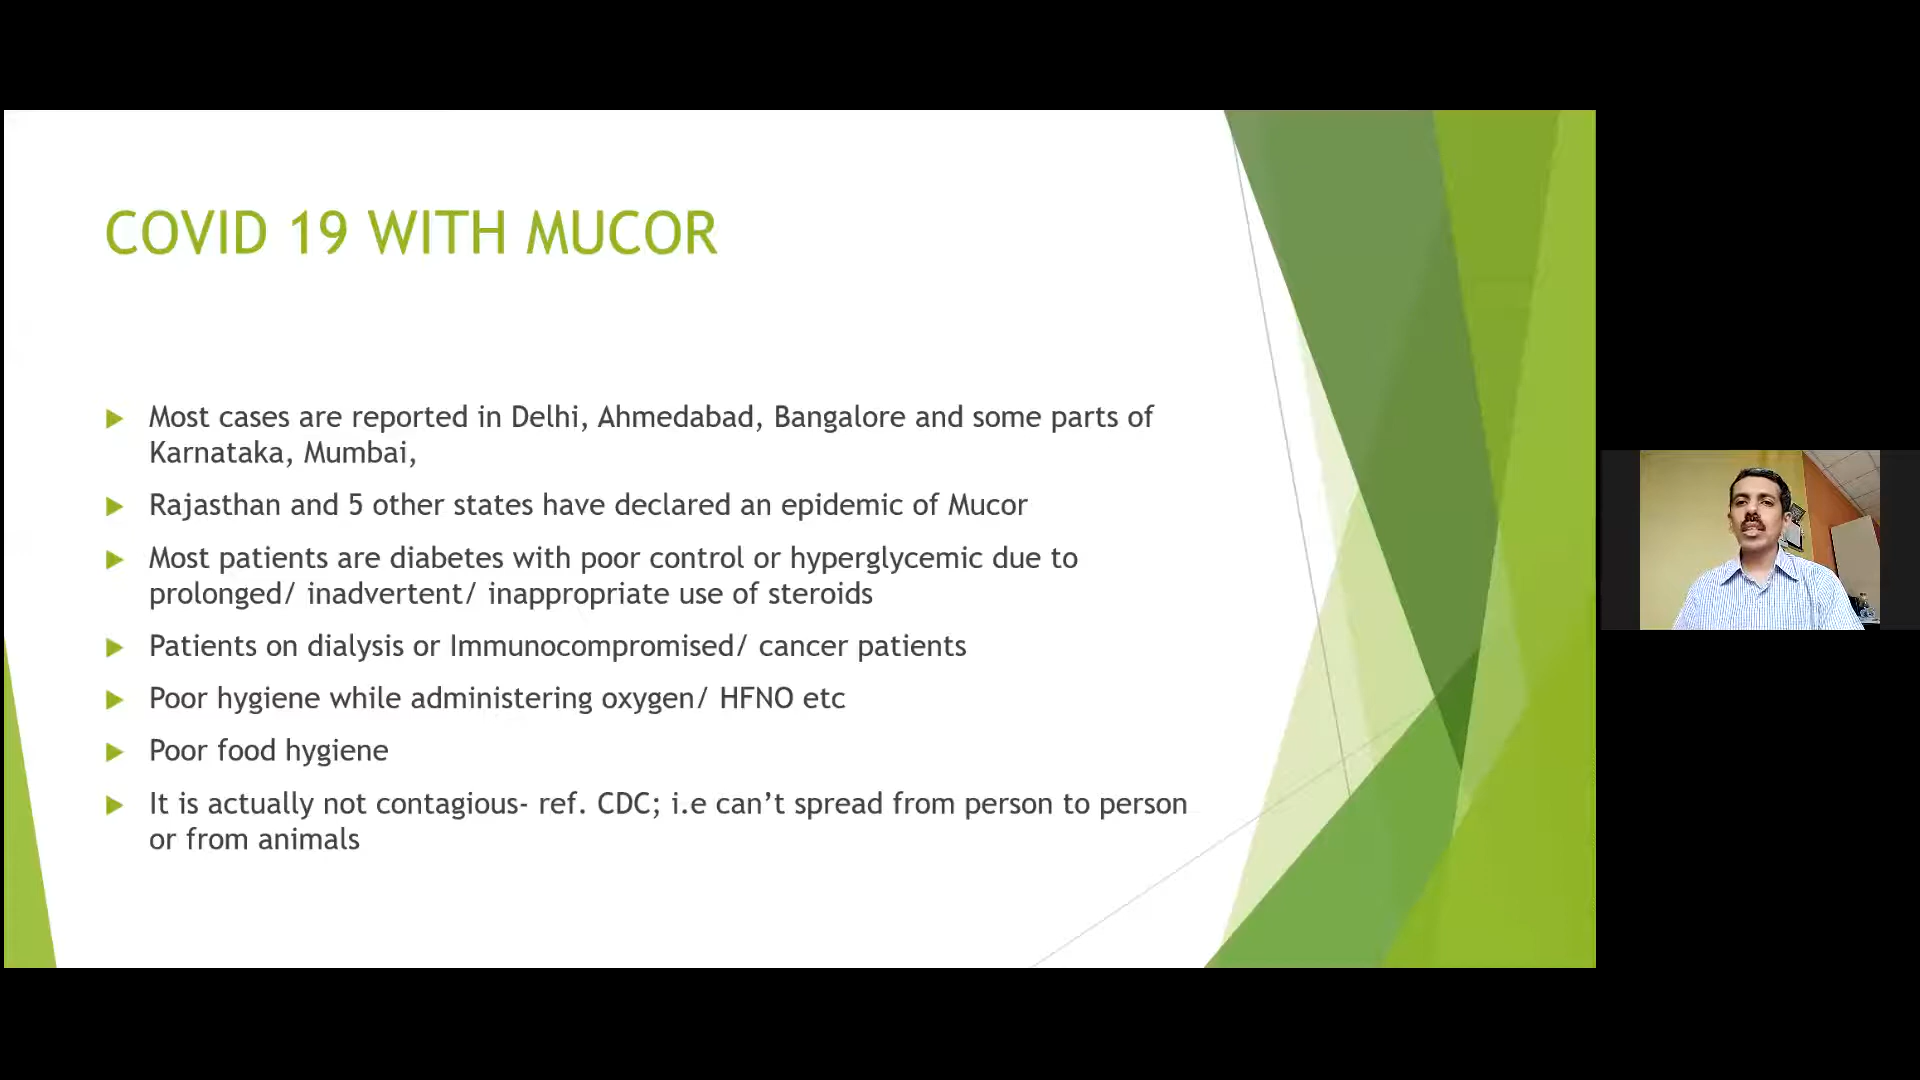 COVID 19 WITH MUCOR
Most cases are reported in Delhi, Ahmedabad, Bangalore and some parts of
Karnataka, Mumbai,
Rajasthan and 5 other states have declared an epidemic of Mucor
Most patients are diabetes with poor control or hyperglycemic due to
prolonged/ inadvertent/ inappropriate use of steroids
Patients on dialysis or Immunocompromised/ cancer patients
Poor hygiene while administering oxygen/ HFNO etc
Poor food hygiene
It is actually not contagious- ref. CDC; i.e can’t spread from person to person
or from animals